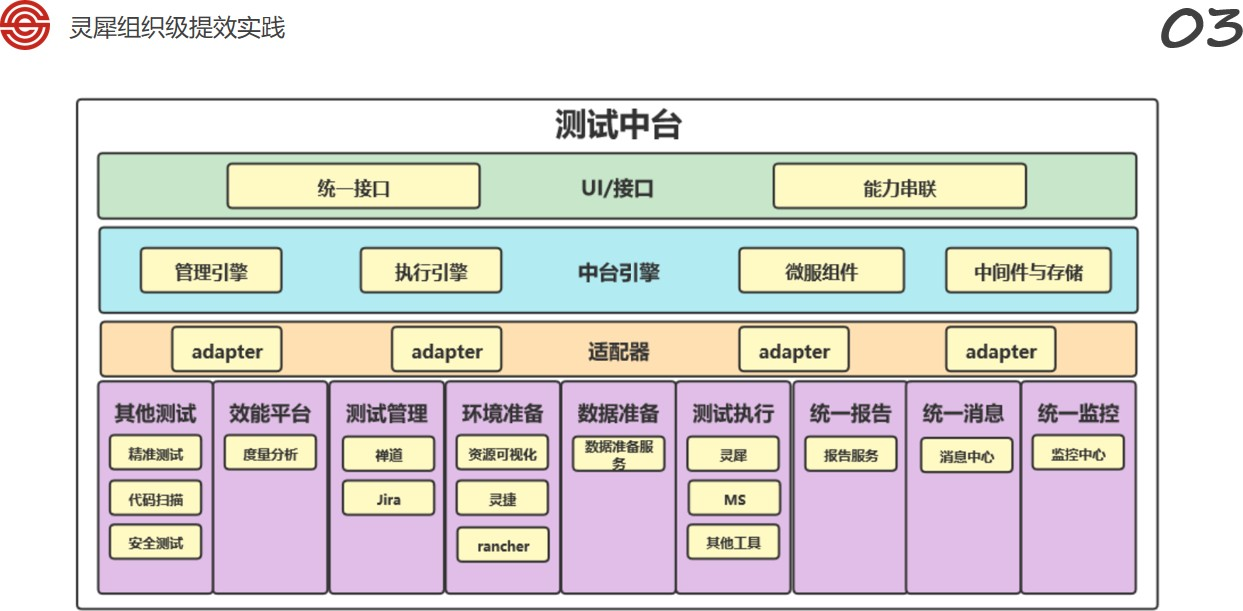 灵犀组织级提效实践
03
测试中台
统一接口 UI/接口 能力串联
管理引擎 执行引擎 中台引擎 微服组件 中间件与存储
adapter adapter 适配器 adapter adapter
其他测试 效能平台 测试管理 环境准备 数据准备 测试执行 统一报告 统一消息 统一监控
精准测试 度量分析 禅道 资源可视化 数据准备服
务 灵犀 报告服务 消息中心 监控中心
代码扫描 Jira 灵捷 MS
安全测试 rancher 其他工具